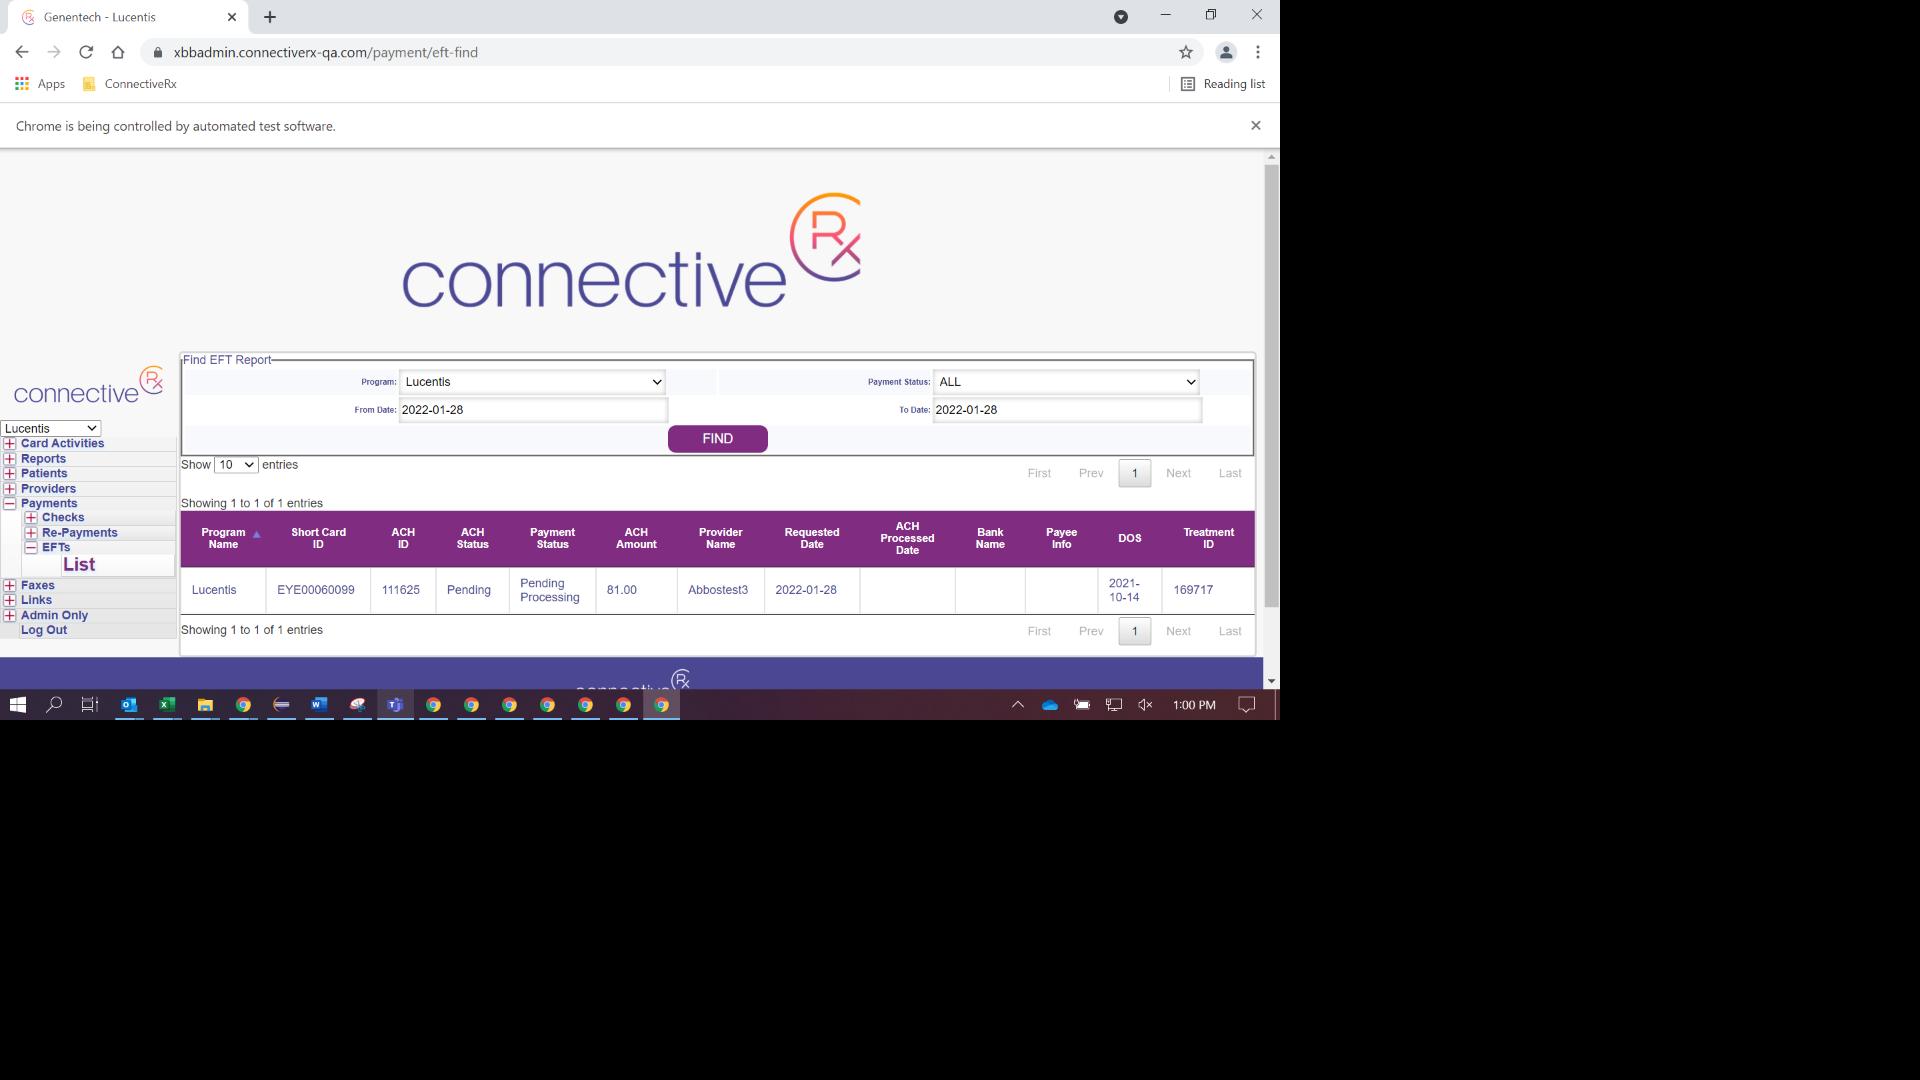 Genentech - Lucentis
xbbadmin.connectiverx-qa.com/payment/eft-find
Apps ConnectiveRx Reading list
Chrome is being controlled by automated test software.
connective Rx
connective Rx
Lucentis
Card Activities
Reports
Patients
Providers
Payments
Checks
Re-Payments
EFTs
List
Faxes
Links
Admin Only
Log Out
Find EFT Report
Program: Lucentis Payment Status: ALL
From Date: 2022-01-28 To Date: 2022-01-28
FIND
Show 10 entries
First Prev 1 Next Last
Showing 1 to 1 of 1 entries
Program Name Short Card ID ACH ID ACH Status Payment Status ACH Amount Provider Name Requested Date ACH Processed Date Bank Name Payee Info DOS Treatment ID
Lucentis EYE00060099 111625 Pending Pending Processing 81.00 Abbostest3 2022-01-28 2021-10-14 169717
Showing 1 to 1 of 1 entries
First Prev 1 Next Last
connective Rx
1:00 PM